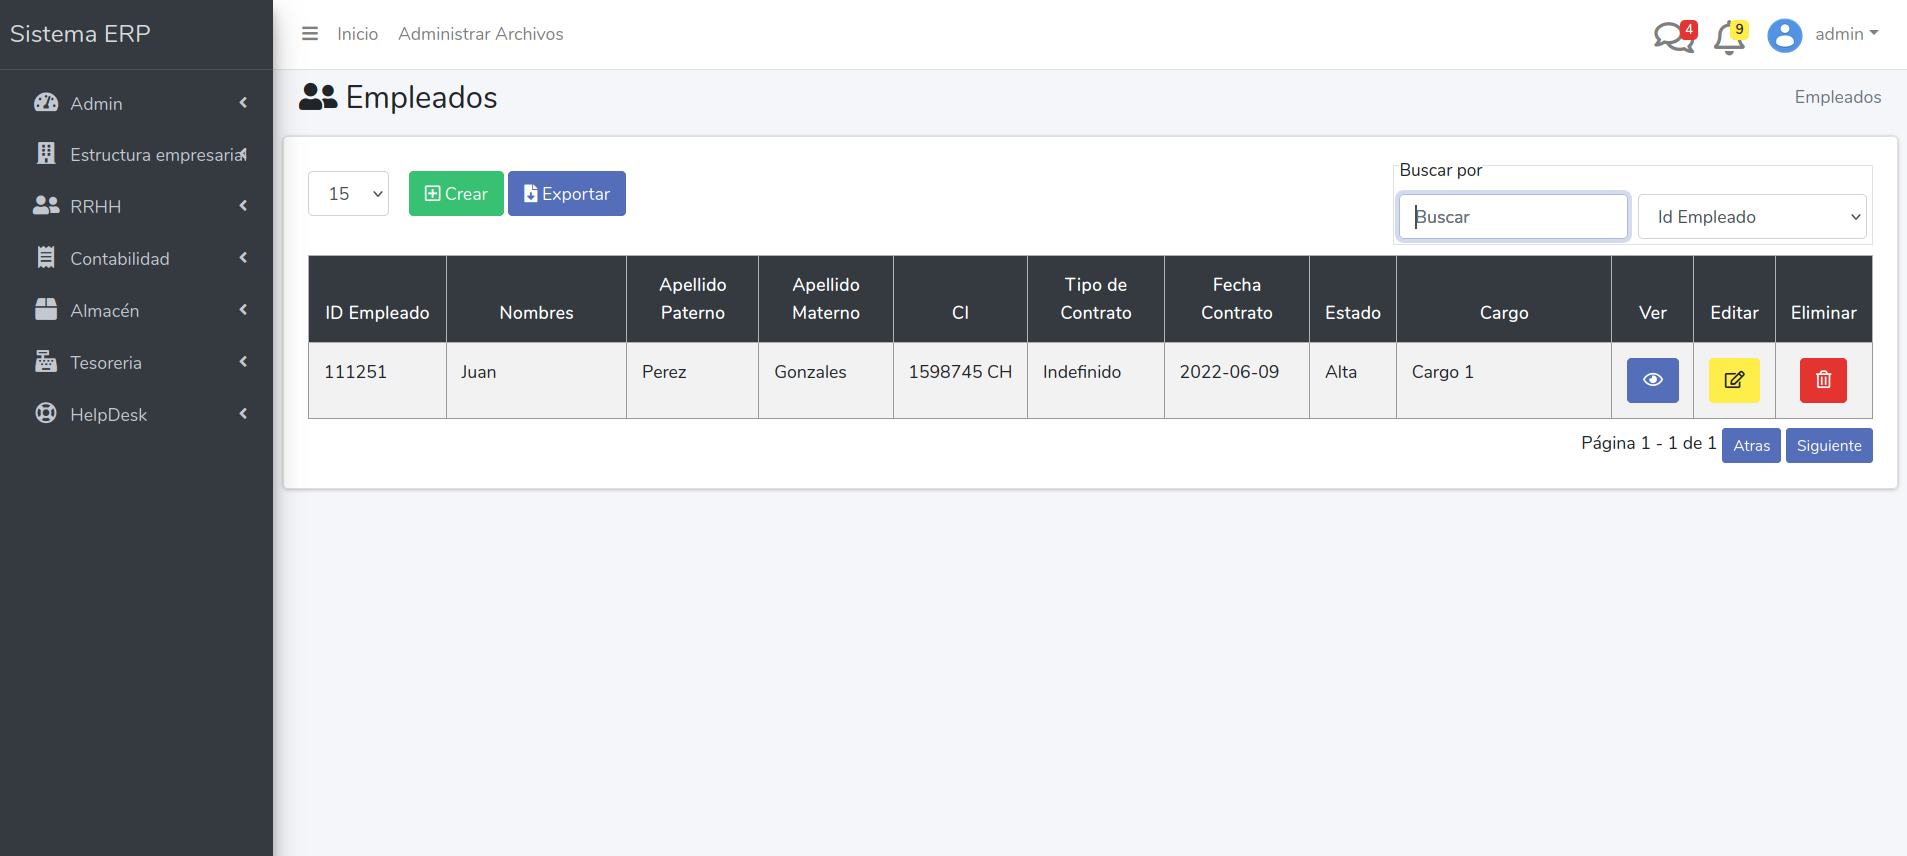 Sistema ERP
Inicio Administrar Archivos
4
9
admin
Admin
Estructura empresarial
RRHH
Contabilidad
Almacén
Tesoreria
HelpDesk
Empleados
Empleados
15
Crear
Exportar
Buscar por
Buscar
Id Empleado
ID Empleado Nombres Apellido Paterno Apellido Materno CI Tipo de Contrato Fecha Contrato Estado Cargo Ver Editar Eliminar
111251 Juan Perez Gonzales 1598745 CH Indefinido 2022-06-09 Alta Cargo 1
Página 1 - 1 de 1 Atras Siguiente